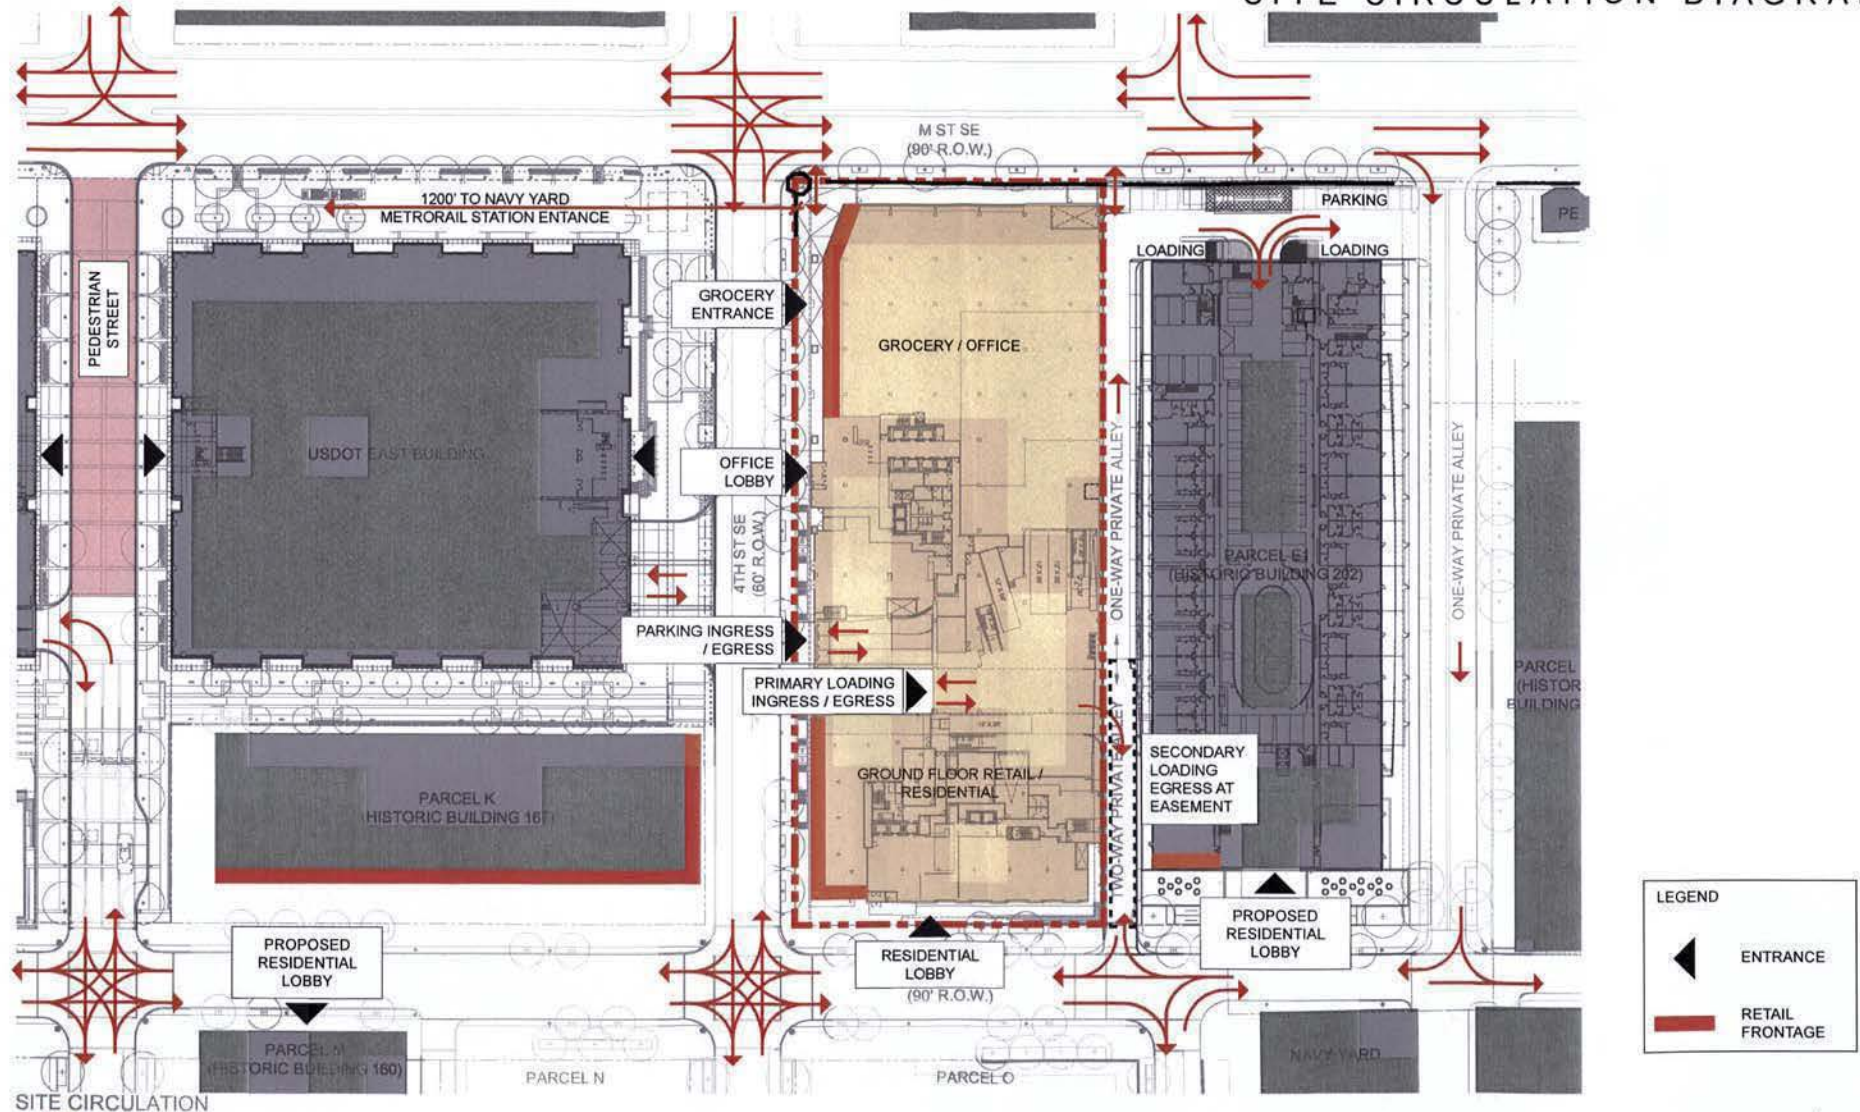 SITE CIRCULATION
M ST SE
(90' R.O.W.)
1200' TO NAVY YARD
METRORAIL STATION ENTANCE
PARKING
PE
LOADING
LOADING
PEDESTRIAN
STREET
GROCERY
ENTRANCE
GROCERY / OFFICE
USDOT EAST BUILDING
OFFICE
LOBBY
4TH ST SE
(60' R.O.W.)
ONE-WAY PRIVATE ALLEY
PARCEL E1
(HISTORIC BUILDING 202)
ONE-WAY PRIVATE ALLEY
PARKING INGRESS
/ EGRESS
PRIMARY LOADING
INGRESS / EGRESS
PARCEL
(HISTOR
BUILDING
TWO-WAY PRIVATE ALLEY
SECONDARY
LOADING
EGRESS AT
EASEMENT
GROUND FLOOR RETAIL /
RESIDENTIAL
PARCEL K
(HISTORIC BUILDING 167)
PROPOSED
RESIDENTIAL
LOBBY
RESIDENTIAL
LOBBY
(90' R.O.W.)
PROPOSED
RESIDENTIAL
LOBBY
LEGEND
ENTRANCE
RETAIL
FRONTAGE
PARCEL M
(HISTORIC BUILDING 160)
PARCEL N
PARCEL O
NAVY YARD
SITE CIRCULATION